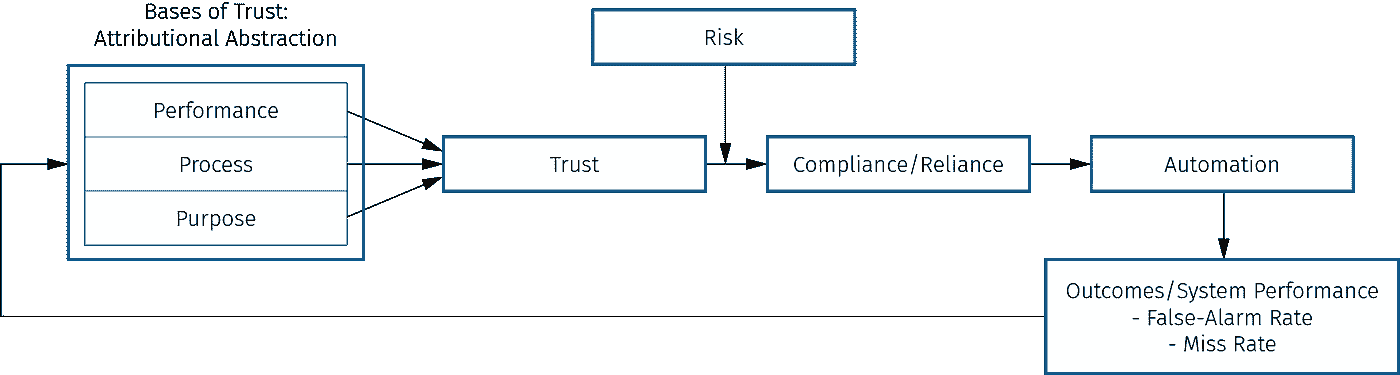 Bases of Trust:
Attributional Abstraction
Risk
Performance
Process
Purpose
Trust
Compliance/Reliance
Automation
Outcomes/System Performance
- False-Alarm Rate
- Miss Rate